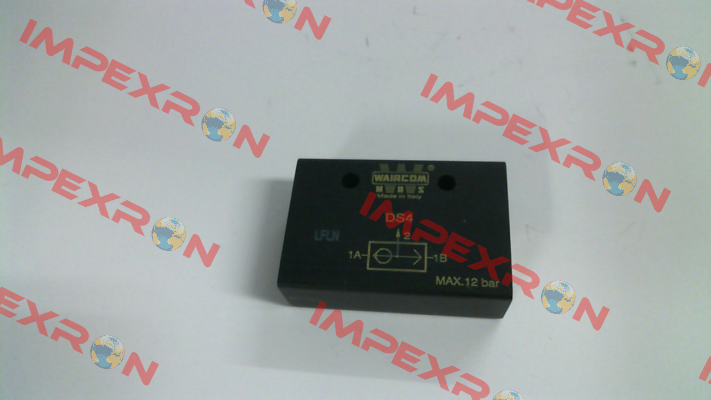 IMPEXRON
IMPEXRON
IMPEXRON
IMPEXRON
WAIRCOM ®
M B S
Made in Italy
IMPEXRON
IMPEXRON
DS4
2
1A 1B
MAX.12 bar
IMPEXRON
IMPEXRON
IMPEXRON